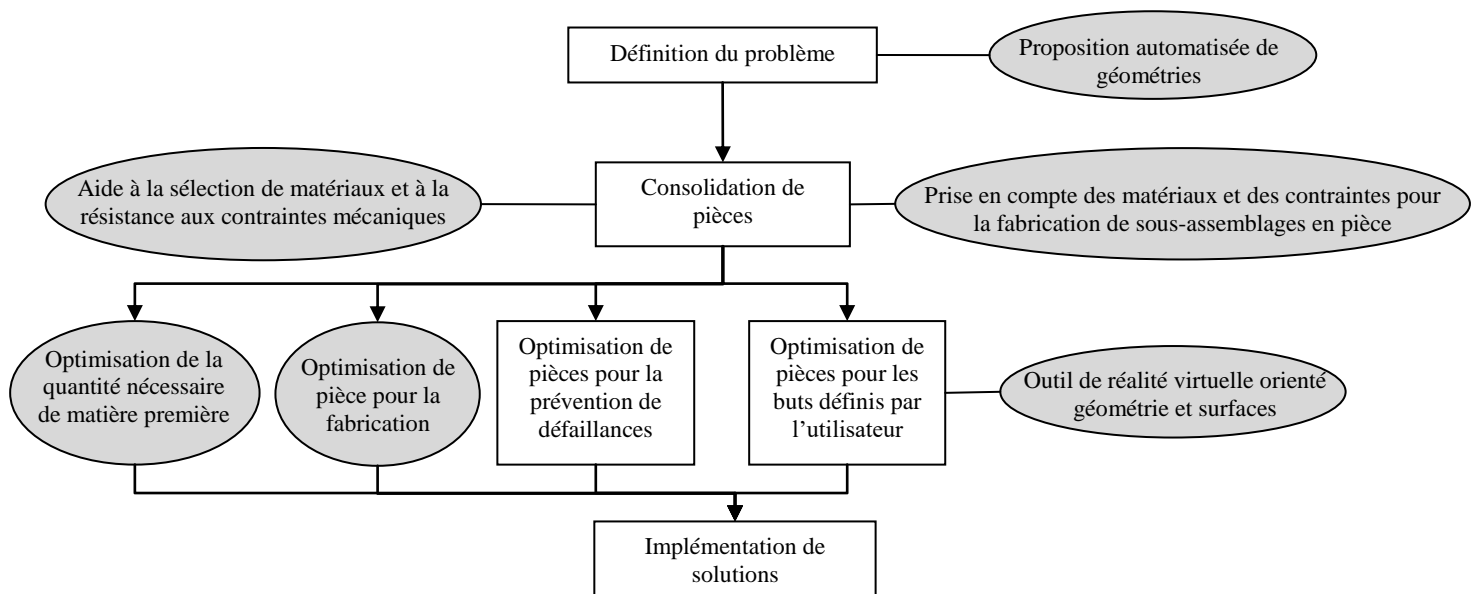 Définition du problème
Proposition automatisée de
géométries
Aide à la sélection de matériaux et à la
résistance aux contraintes mécaniques
Consolidation de
pièces
Prise en compte des matériaux et des contraintes pour
la fabrication de sous-assemblages en pièce
Optimisation de la
quantité nécessaire
de matière première
Optimisation de
pièce pour la
fabrication
Optimisation de
pièces pour la
prévention de
défaillances
Optimisation de
pièces pour les
buts définis par
l’utilisateur
Outil de réalité virtuelle orienté
géométrie et surfaces
Implémentation de
solutions